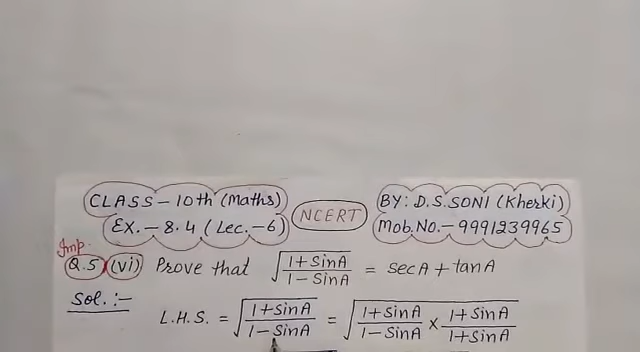 CLASS - 10th (Maths) NCERT BY: D.S.SONI (Kherki)
EX. - 8.4 (Lec.-6) Mob.No. - 9991239965
Imp.
Q.5 (vi) Prove that √((1+SinA)/(1-SinA)) = secA + tanA
Sol.:-
L.H.S. = √((1+SinA)/(1-SinA)) = √((1+SinA)/(1-SinA) × (1+SinA)/(1+SinA))